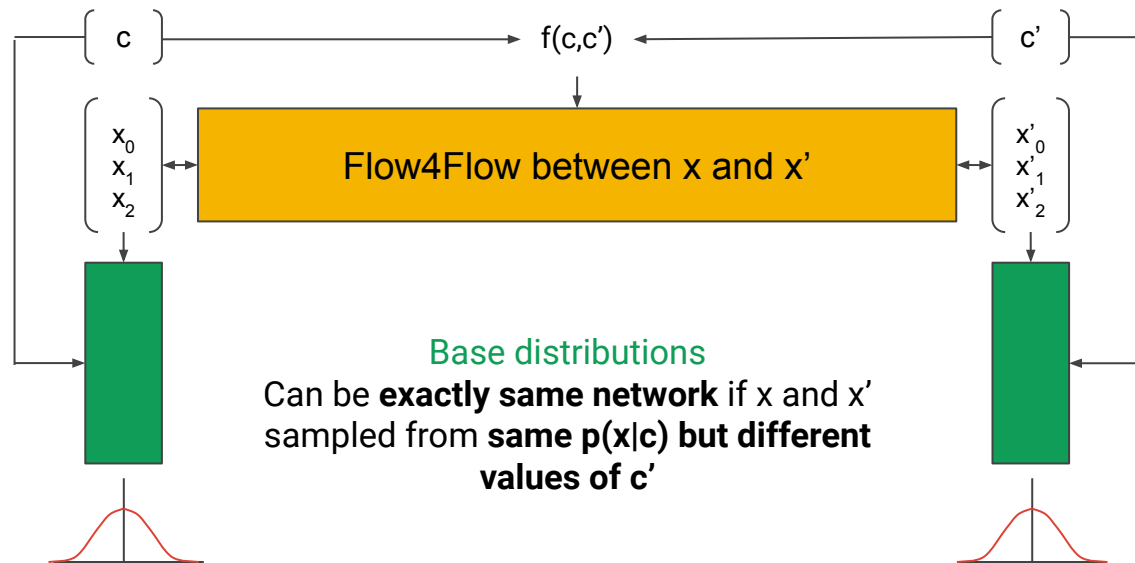 c
f(c,c’)
c’
x₀
x₁
x₂
Flow4Flow between x and x’
x’₀
x’₁
x’₂
Base distributions
Can be exactly same network if x and x’
sampled from same p(x|c) but different
values of c’